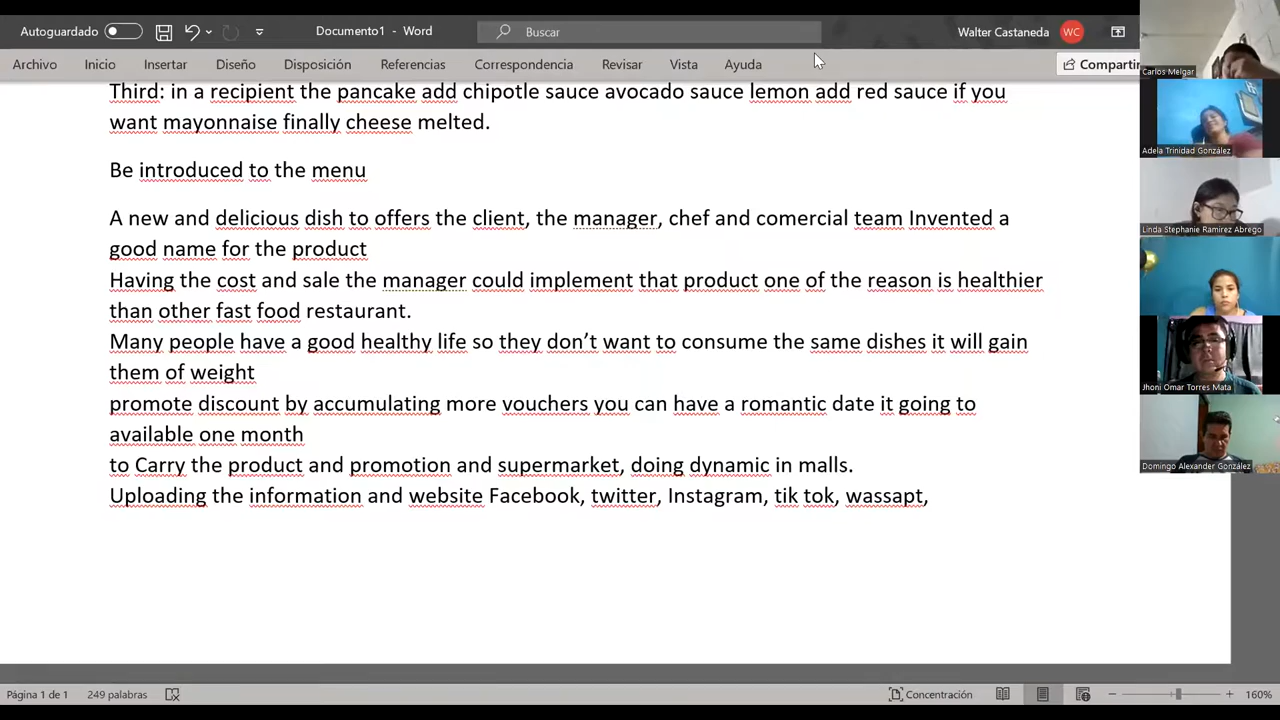 Autoguardado
Documento1 - Word
Buscar
Walter Castaneda
WC
Archivo Inicio Insertar Diseño Disposición Referencias Correspondencia Revisar Vista Ayuda
Compartir
Third: in a recipient the pancake add chipotle sauce avocado sauce lemon add red sauce if you
want mayonnaise finally cheese melted.
Be introduced to the menu
A new and delicious dish to offers the client, the manager, chef and comercial team Invented a
good name for the product
Having the cost and sale the manager could implement that product one of the reason is healthier
than other fast food restaurant.
Many people have a good healthy life so they don’t want to consume the same dishes it will gain
them of weight
promote discount by accumulating more vouchers you can have a romantic date it going to
available one month
to Carry the product and promotion and supermarket, doing dynamic in malls.
Uploading the information and website Facebook, twitter, Instagram, tik tok, wassapt,
Carlos Melgar
Adela Trinidad González
Linda Stephanie Ramirez Abrego
Jhoni Omar Torres Mata
Domingo Alexander González
Página 1 de 1
249 palabras
Concentración
160%